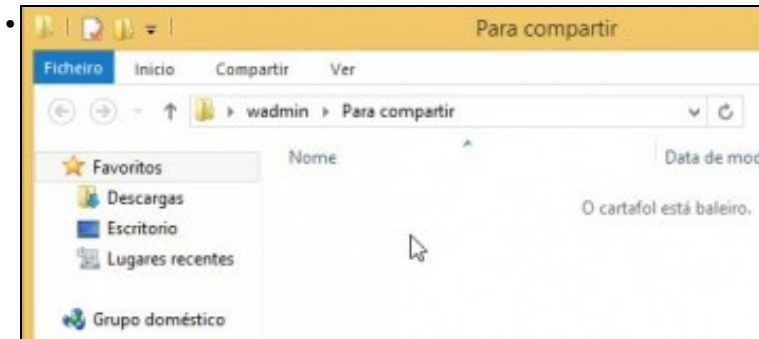 Para compartir
Ficheiro Inicio Compartir Ver
wadmin Para compartir
Favoritos
Descargas
Escritorio
Lugares recentes
Grupo doméstico
Nome Data de mod
O cartafol está baleiro.